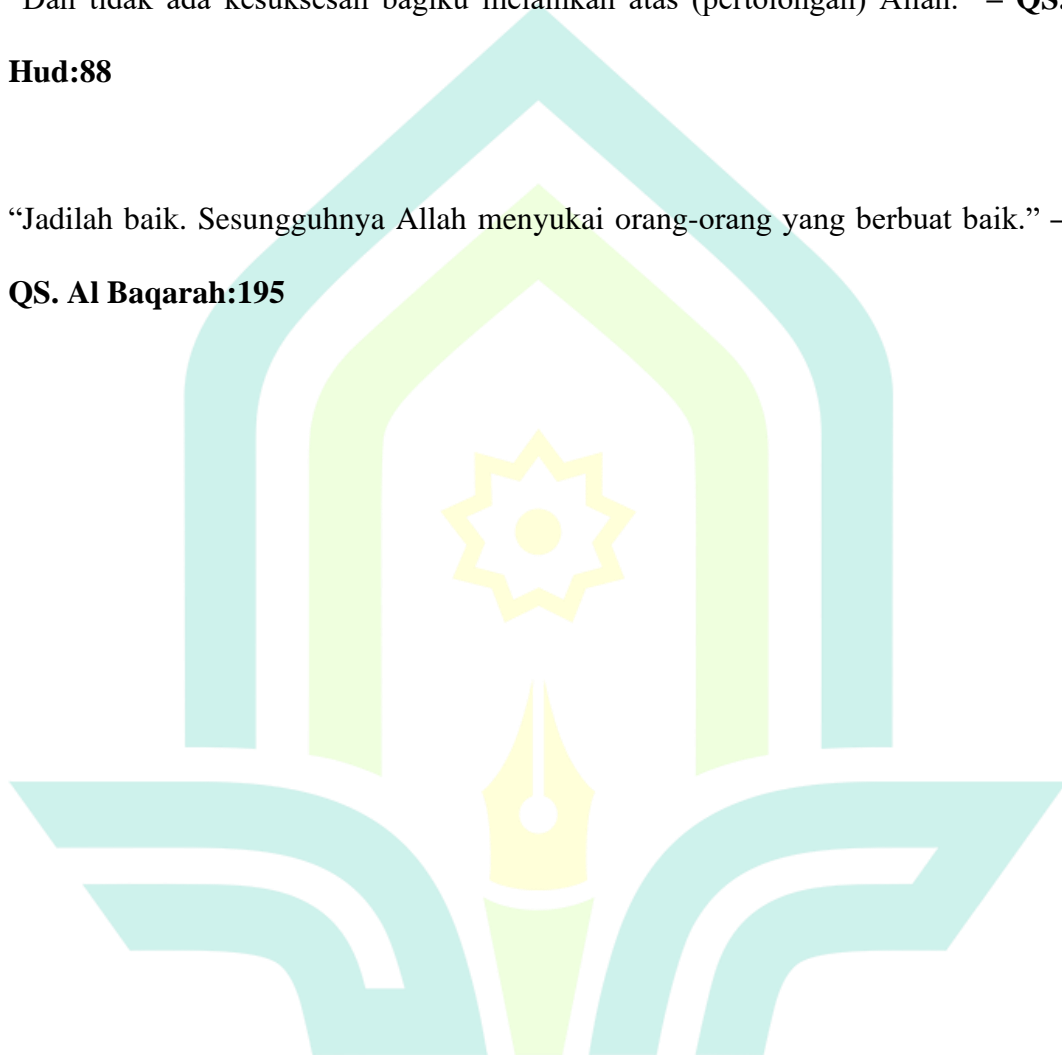 “Dan tidak ada kesuksesan bagiku melainkan atas (pertolongan) Allah.” – QS.
Hud:88
“Jadilah baik. Sesungguhnya Allah menyukai orang-orang yang berbuat baik.” –
QS. Al Baqarah:195